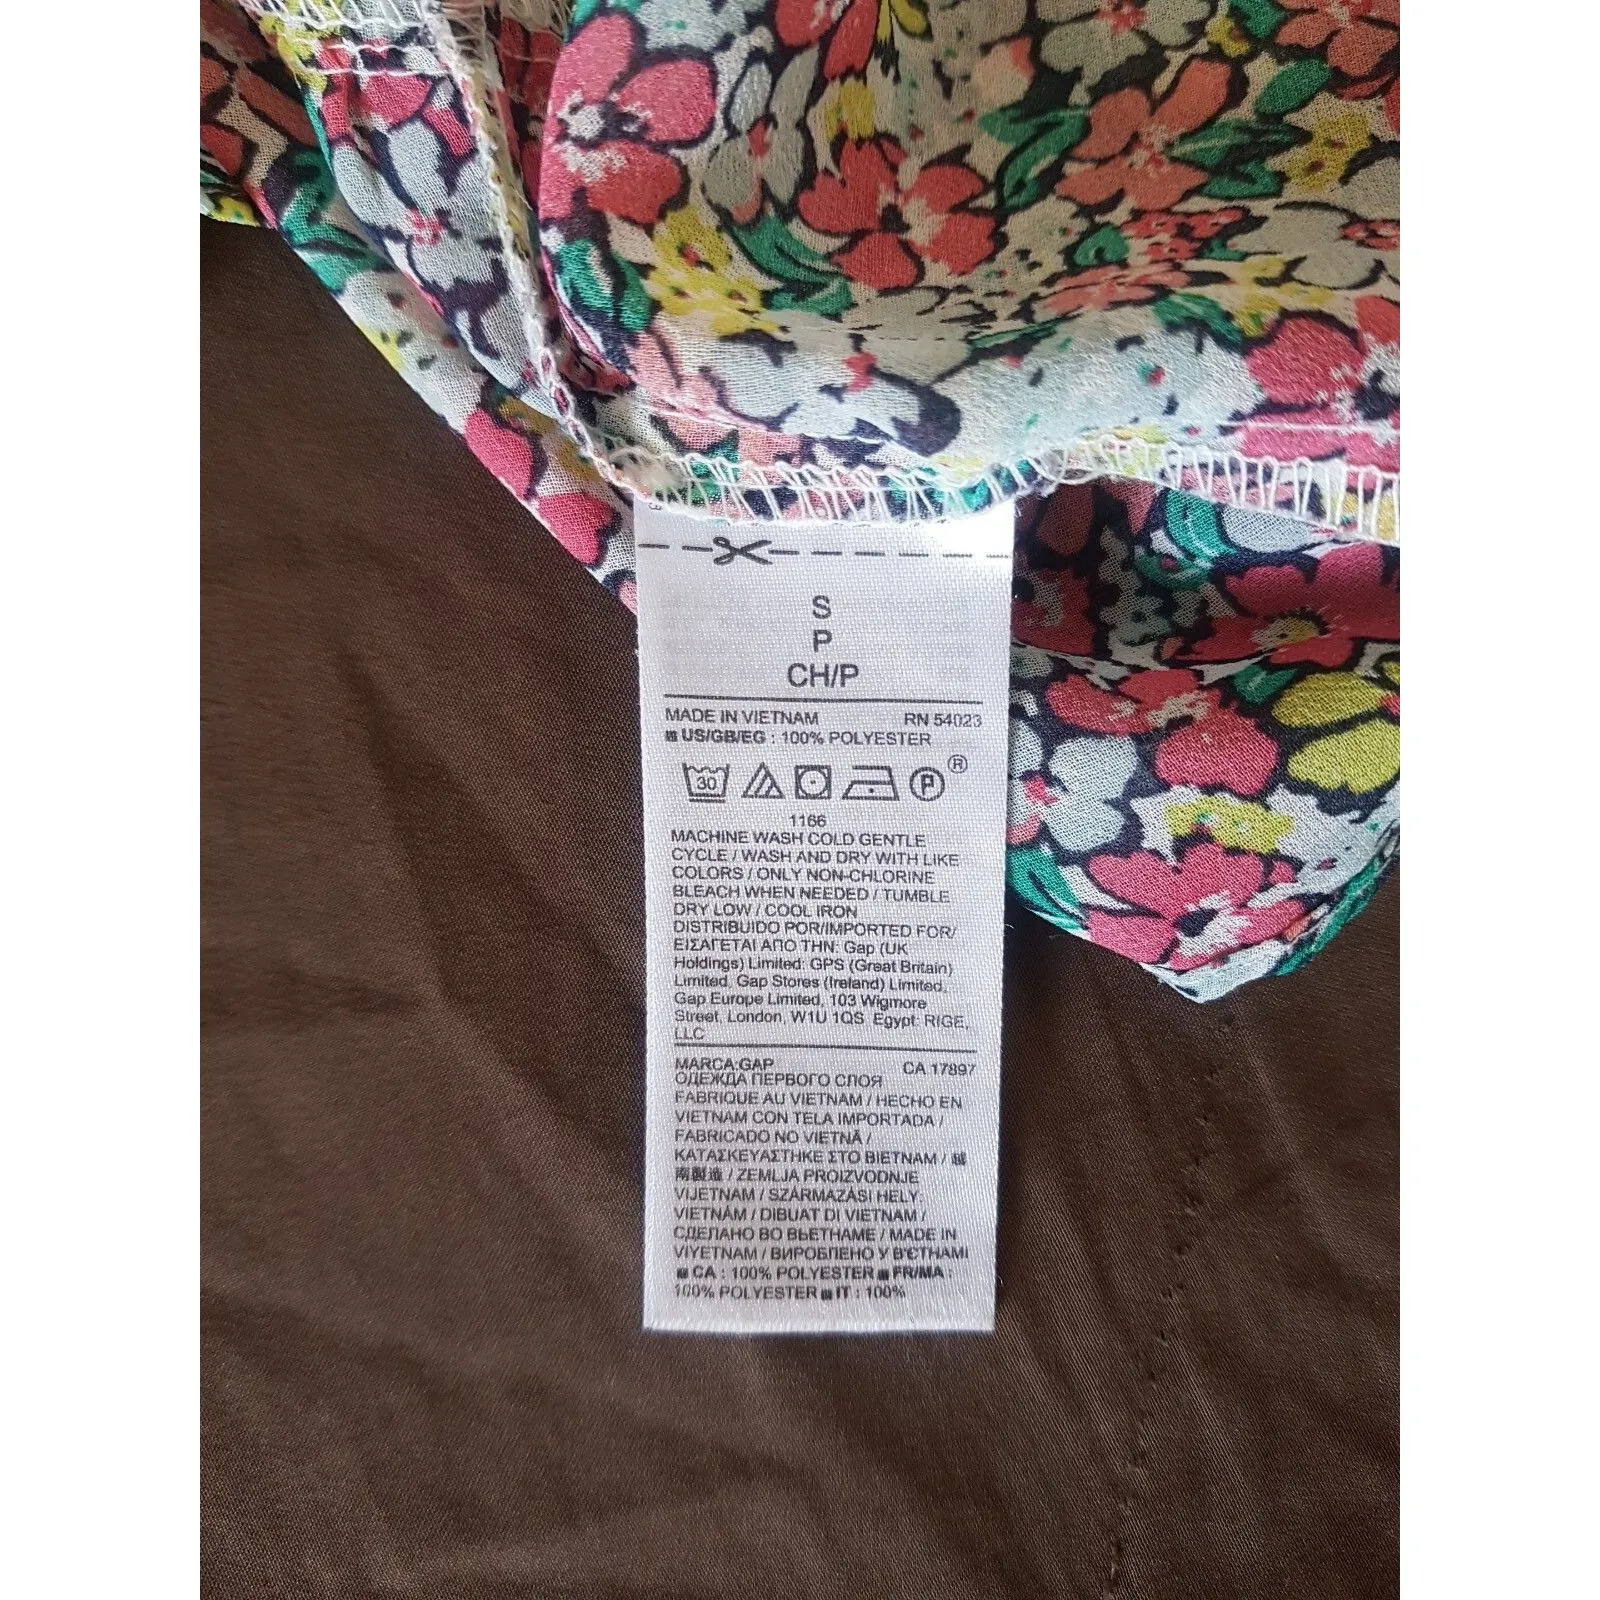 S
P
CH/P
MADE IN VIETNAM RN 54023
US/GB/EG : 100% POLYESTER
30 P ®
1166
MACHINE WASH COLD GENTLE
CYCLE / WASH AND DRY WITH LIKE
COLORS / ONLY NON-CHLORINE
BLEACH WHEN NEEDED / TUMBLE
DRY LOW / COOL IRON
DISTRIBUIDO POR/IMPORTED FOR/
ΕΙΣΑΓΕΤΑΙ ΑΠΟ ΤΗΝ: Gap (UK
Holdings) Limited: GPS (Great Britain)
Limited, Gap Stores (Ireland) Limited,
Gap Europe Limited, 103 Wigmore
Street, London, W1U 1QS Egypt: RIGE,
LLC
MARCA:GAP CA 17897
ОДЕЖДА ПЕРВОГО СЛОЯ
FABRIQUE AU VIETNAM / HECHO EN
VIETNAM CON TELA IMPORTADA /
FABRICADO NO VIETNÃ /
ΚΑΤΑΣΚΕΥΑΣΤΗΚΕ ΣΤΟ ΒΙΕΤΝΑΜ / 越
南製造 / ZEMLJA PROIZVODNJE
VIJETNAM / SZÁRMAZÁSI HELY:
VIETNÁM / DIBUAT DI VIETNAM /
СДЕЛАНО ВО ВЬЕТНАМЕ / MADE IN
VIYETNAM / ВИРОБЛЕНО У В'ЄТНАМІ
CA : 100% POLYESTER FR/MA :
100% POLYESTER IT : 100%